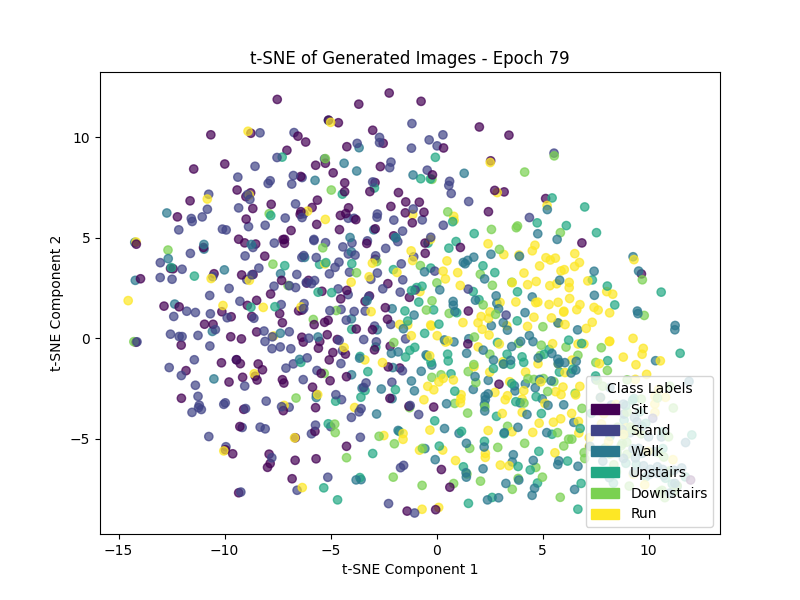 t-SNE of Generated Images - Epoch 79
t-SNE Component 2
10
5
0
−5
−15
−10
−5
0
5
10
t-SNE Component 1
Class Labels
Sit
Stand
Walk
Upstairs
Downstairs
Run